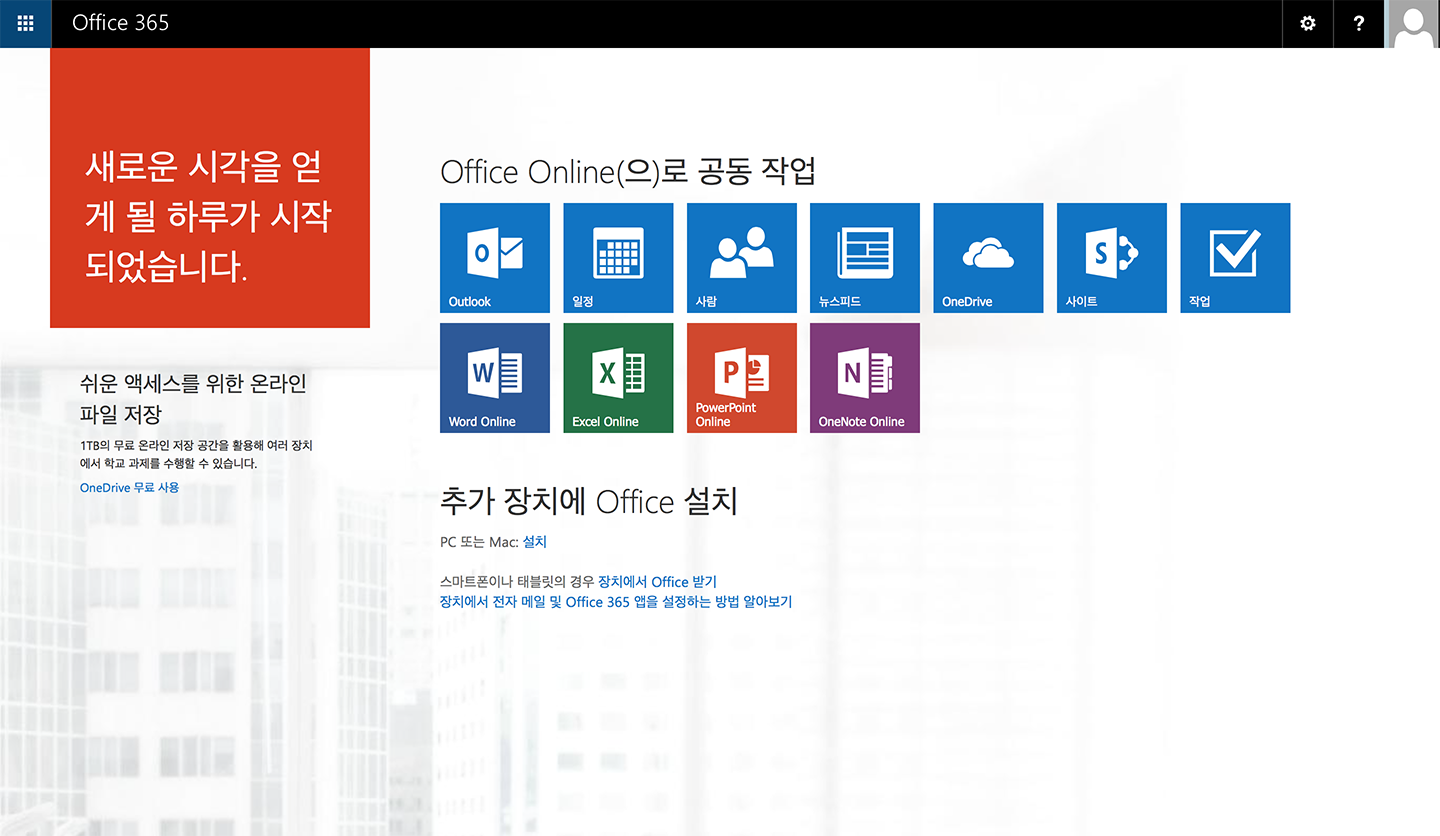 Office 365
?
새로운 시각을 얻
게 될 하루가 시작
되었습니다.
쉬운 액세스를 위한 온라인
파일 저장
1TB의 무료 온라인 저장 공간을 활용해 여러 장치
에서 학교 과제를 수행할 수 있습니다.
OneDrive 무료 사용
Office Online(으)로 공동 작업
Outlook
일정
사람
뉴스피드
OneDrive
사이트
작업
Word Online
Excel Online
PowerPoint
Online
OneNote Online
추가 장치에 Office 설치
PC 또는 Mac: 설치
스마트폰이나 태블릿의 경우 장치에서 Office 받기
장치에서 전자 메일 및 Office 365 앱을 설정하는 방법 알아보기